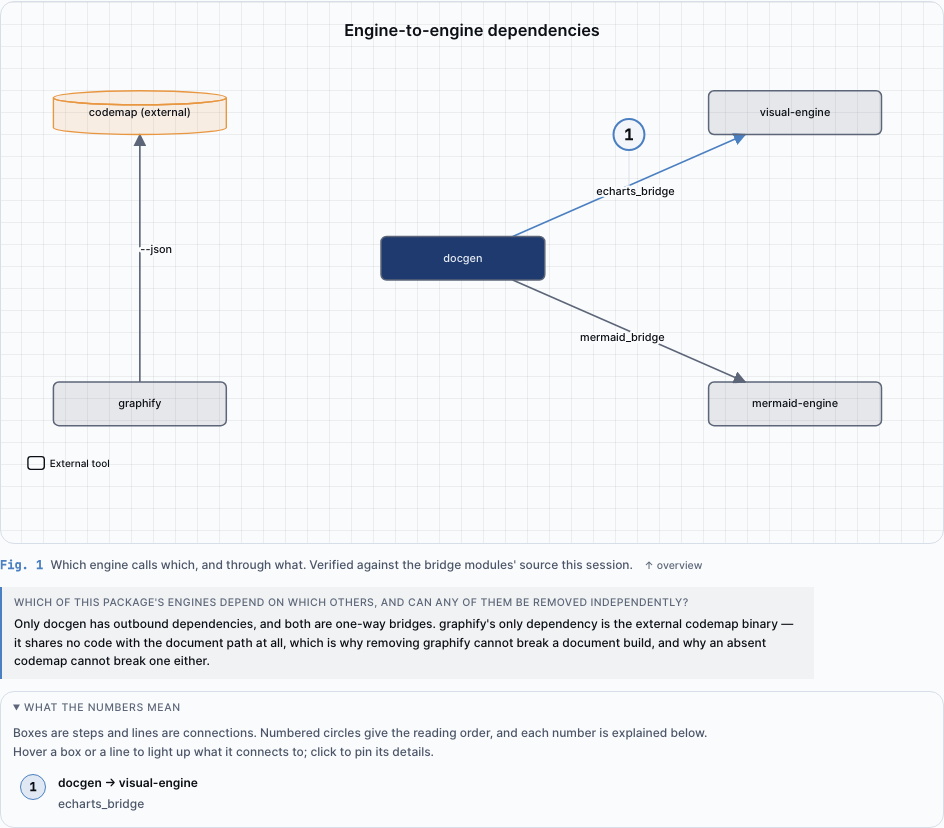 Engine-to-engine dependencies
codemap (external)
visual-engine
1
echarts_bridge
--json
docgen
mermaid_bridge
graphify
mermaid-engine
External tool
Fig. 1 Which engine calls which, and through what. Verified against the bridge modules' source this session. ↑ overview
WHICH OF THIS PACKAGE'S ENGINES DEPEND ON WHICH OTHERS, AND CAN ANY OF THEM BE REMOVED INDEPENDENTLY?
Only docgen has outbound dependencies, and both are one-way bridges. graphify's only dependency is the external codemap binary —
it shares no code with the document path at all, which is why removing graphify cannot break a document build, and why an absent
codemap cannot break one either.
▼ WHAT THE NUMBERS MEAN
Boxes are steps and lines are connections. Numbered circles give the reading order, and each number is explained below.
Hover a box or a line to light up what it connects to; click to pin its details.
1 docgen → visual-engine
echarts_bridge